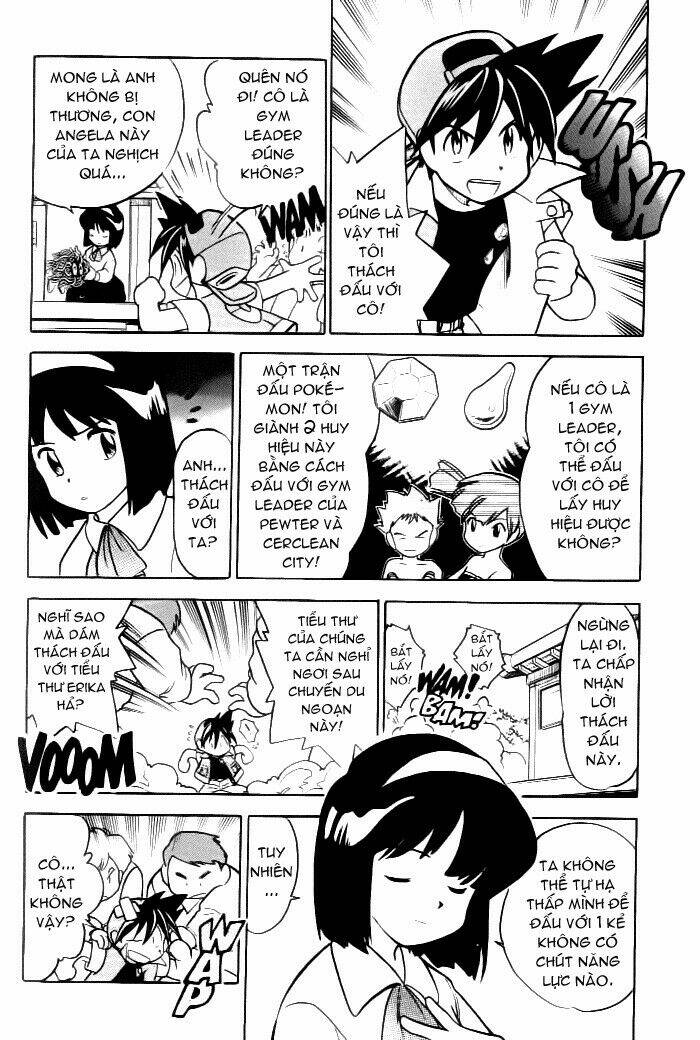 MONG LÀ ANH
KHÔNG BỊ
THƯƠNG, CON
ANGELA NÀY
CỦA TA NGHỊCH
QUÁ...
QUÊN NÓ
ĐI! CÔ LÀ
GYM
LEADER
ĐÚNG
KHÔNG?
WAM!
NẾU
ĐÚNG LÀ
VẬY THÌ
TÔI
THÁCH
ĐẤU VỚI
CÔ!
WSSH
ANH...
THÁCH
ĐẤU
VỚI
TA?
MỘT TRẬN
ĐẤU POKÉ-
MON! TÔI
GIÀNH 2 HUY
HIỆU NÀY
BẰNG CÁCH
ĐẤU VỚI GYM
LEADER CỦA
PEWTER VÀ
CERCLEAN
CITY!
NẾU CÔ LÀ
1 GYM
LEADER,
TÔI CÓ
THỂ ĐẤU
VỚI CÔ ĐỂ
LẤY HUY
HIỆU ĐƯỢC
KHÔNG?
NGHĨ SAO
MÀ DÁM
THÁCH ĐẤU
VỚI TIỂU
THƯ ERIKA
HẢ?
VOOOM
TIỂU THƯ
CỦA CHÚNG
TA CẦN NGHỈ
NGƠI SAU
CHUYẾN DU
NGOẠN
NÀY!
BẮT
LẤY
NÓ!
BẮT
LẤY
NÓ!
WAM!
BAM!
NGỪNG
LẠI ĐI.
TA CHẤP
NHẬN
LỜI
THÁCH
ĐẤU
NÀY.
CÔ...
THẬT
KHÔNG
VẬY?
WAP
TUY
NHIÊN
...
TA KHÔNG
THỂ TỰ HẠ
THẤP MÌNH ĐỂ
ĐẤU VỚI 1 KẺ
KHÔNG CÓ
CHÚT NĂNG
LỰC NÀO.